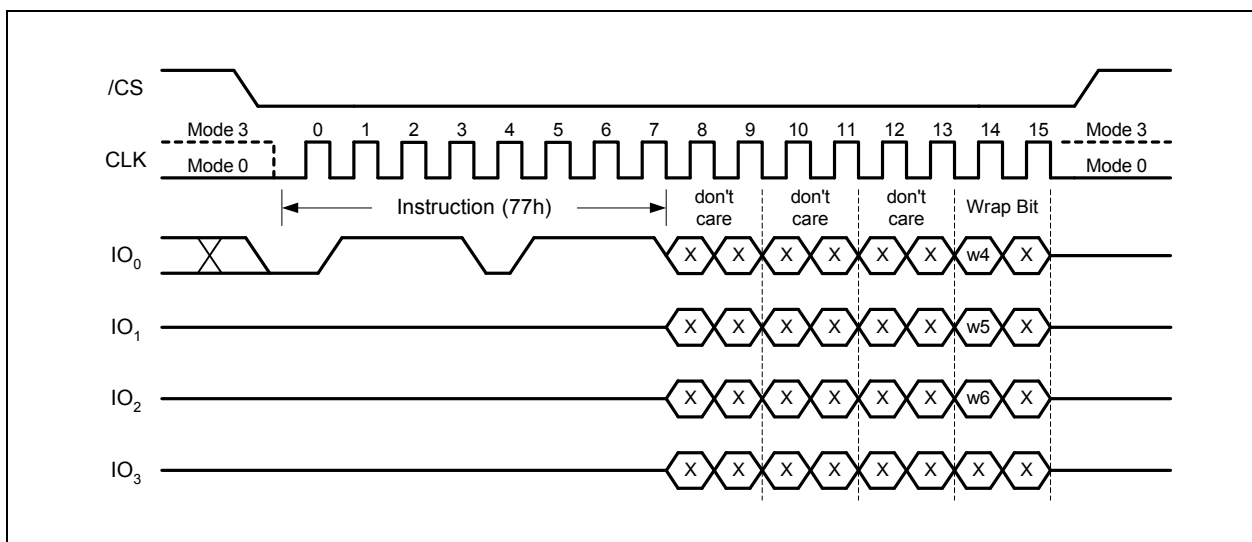 /CS
Mode 3 0 1 2 3 4 5 6 7 8 9 10 11 12 13 14 15 Mode 3
CLK
Mode 0 Mode 0
Instruction (77h) don't care don't care don't care Wrap Bit
IO0 X X X X X X w4 X
IO1 X X X X X X w5 X
IO2 X X X X X X w6 X
IO3 X X X X X X X X